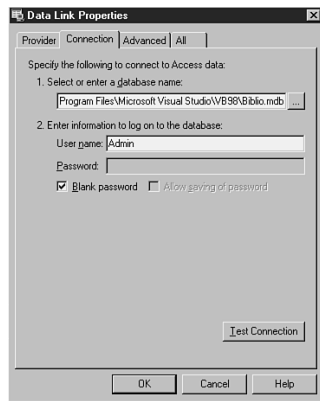 Data Link Properties
Provider Connection Advanced All
Specify the following to connect to Access data:
1. Select or enter a database name:
Program Files\Microsoft Visual Studio\VB98\Biblio.mdb ...
2. Enter information to log on to the database:
User name: Admin
Password:
Blank password Allow saving of password
Test Connection
OK Cancel Help